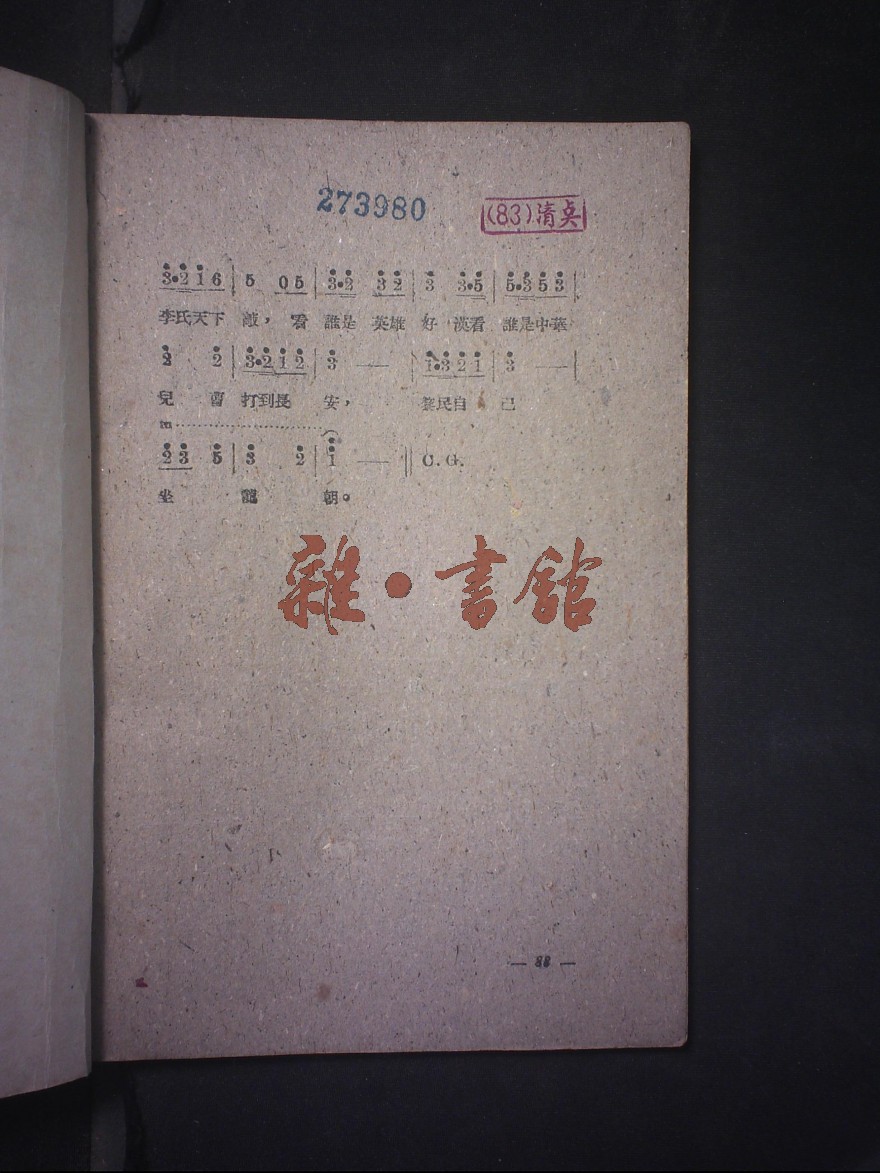 273980
(83)清点
3·2 1 6 | 5 0 5 | 3·2 3 2 | 3 3·5 | 5·3 5 3 |
李氏天下 敵，看 誰是 英雄 好 漢看 誰是中華
2 2 | 3·2 1 2 | 3 — | 1·3 2 1 | 3 — |
兒 曹 打到長 安， 黎民自 己
2 3 5 | 3 2 | 1 — || C.G.
坐 龍 朝。
雜·書館
— 88 —